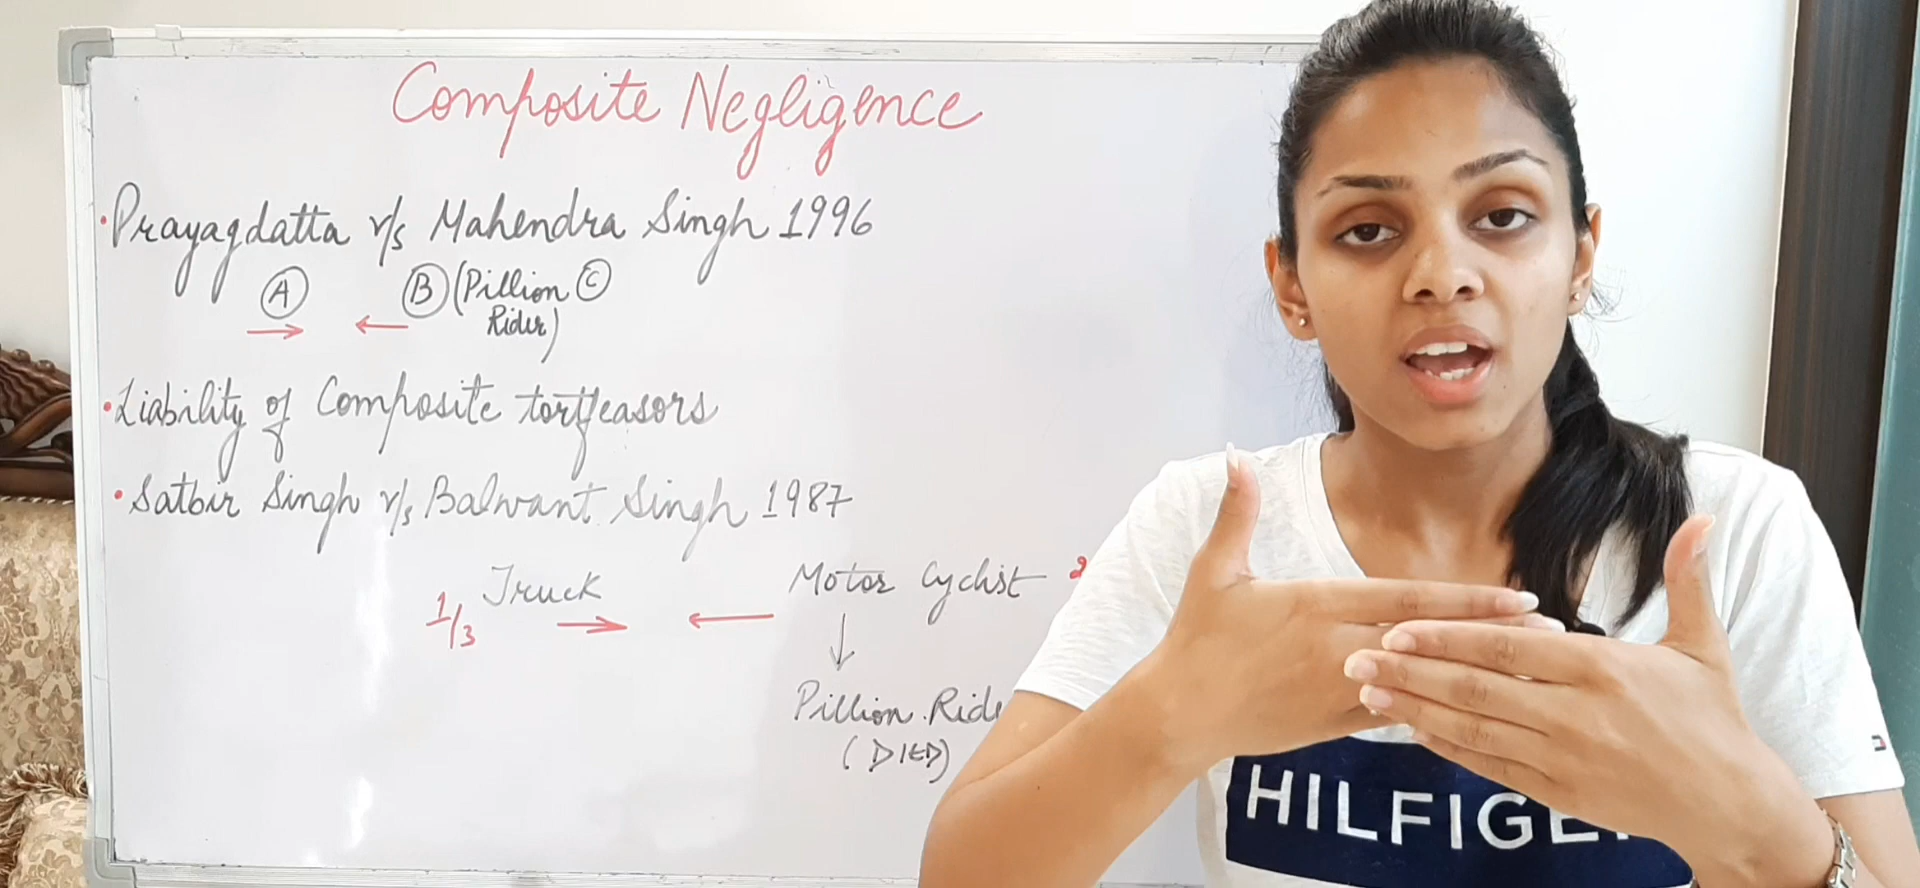 Composite Negligence
• Prayagdatta v/s Mahendra Singh 1996
A B (Pillion C
Rider)
• Liability of Composite tortfeasors
• Satbir Singh v/s Balwant Singh 1987
1/3 Truck Motor Cyclist 2
Pillion Ride
(DIED)
HILFIGE